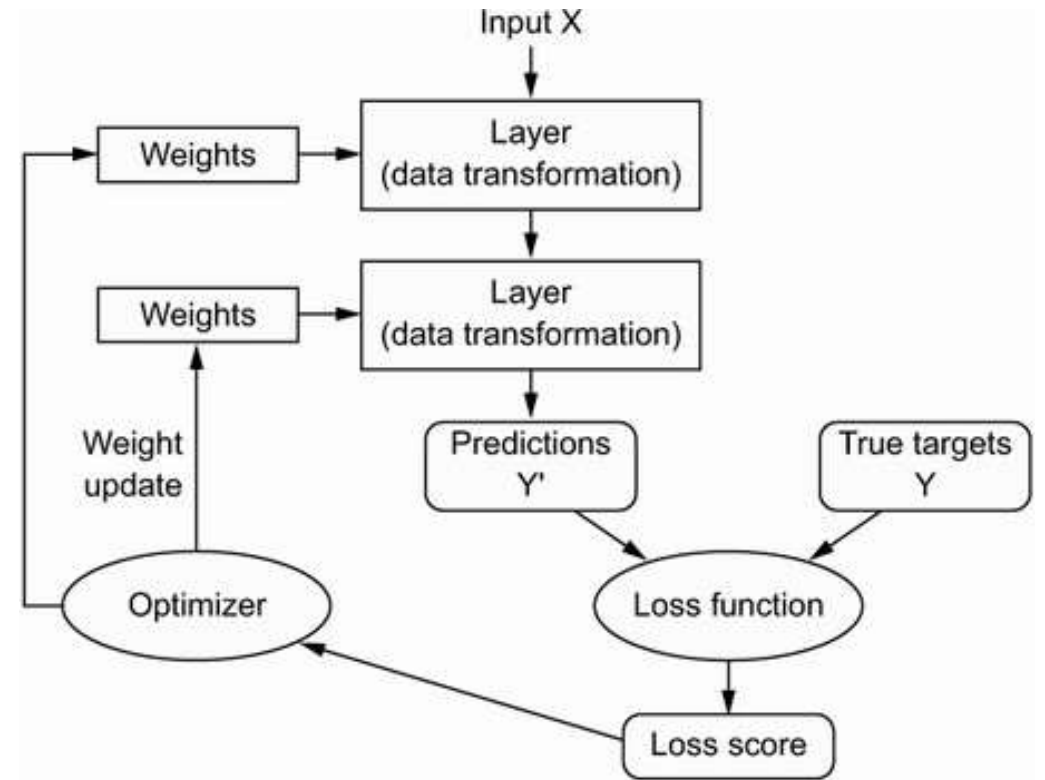 Input X
Layer
(data transformation)
Weights
Layer
(data transformation)
Weights
Predictions
Y'
True targets
Y
Weight
update
Optimizer
Loss function
Loss score